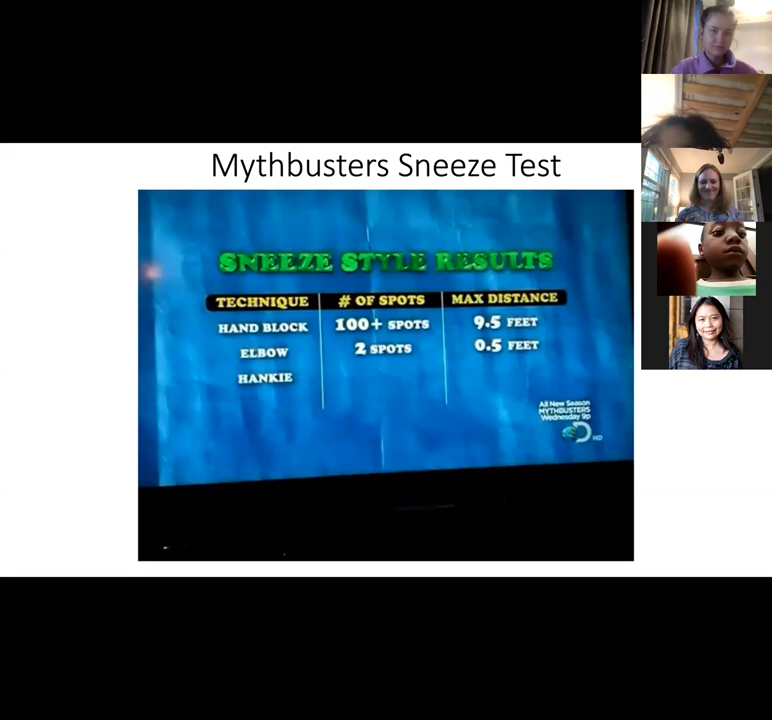 Mythbusters Sneeze Test
SNEEZE STYLE RESULTS
TECHNIQUE # OF SPOTS MAX DISTANCE
HAND BLOCK 100+ SPOTS 9.5 FEET
ELBOW 2 SPOTS 0.5 FEET
HANKIE
All New Season
MYTHBUSTERS
Wednesday 9p
D HD